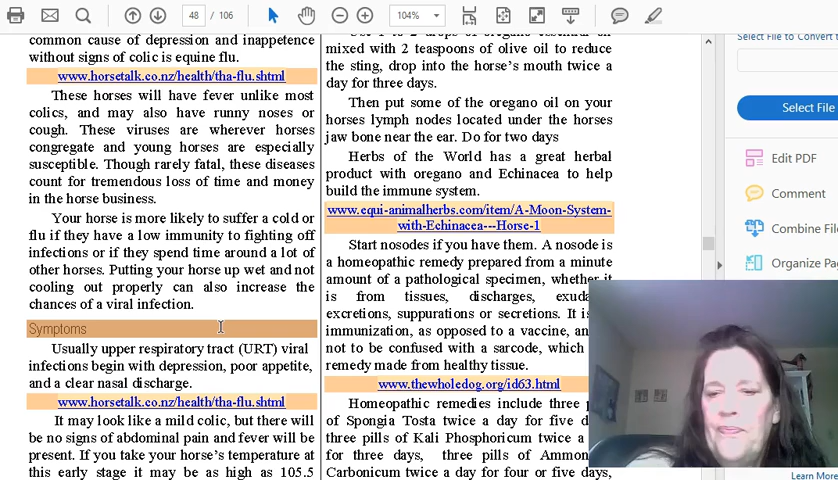 48 / 106
104%
common cause of depression and inappetence
without signs of colic is equine flu.
www.horsetalk.co.nz/health/tha-flu.shtml
These horses will have fever unlike most
colics, and may also have runny noses or
cough. These viruses are wherever horses
congregate and young horses are especially
susceptible. Though rarely fatal, these diseases
count for tremendous loss of time and money
in the horse business.
Your horse is more likely to suffer a cold or
flu if they have a low immunity to fighting off
infections or if they spend time around a lot of
other horses. Putting your horse up wet and not
cooling out properly can also increase the
chances of a viral infection.
Symptoms
Usually upper respiratory tract (URT) viral
infections begin with depression, poor appetite,
and a clear nasal discharge.
www.horsetalk.co.nz/health/tha-flu.shtml
It may look like a mild colic, but there will
be no signs of abdominal pain and fever will be
present. If you take your horse's temperature at
this early stage it may be as high as 105.5
mixed with 2 teaspoons of olive oil to reduce
the sting, drop into the horse's mouth twice a
day for three days.
Then put some of the oregano oil on your
horses lymph nodes located under the horses
jaw bone near the ear. Do for two days
Herbs of the World has a great herbal
product with oregano and Echinacea to help
build the immune system.
www.equi-animalherbs.com/item/A-Moon-System-
with-Echinacea---Horse-1
Start nosodes if you have them. A nosode is
a homeopathic remedy prepared from a minute
amount of a pathological specimen, whether it
is from tissues, discharges,
excretions, suppurations or secretions. It
immunization, as opposed to a vaccine,
not to be confused with a sarcode, which
remedy made from healthy tissue.
www.thewholedog.org/id63.html
Homeopathic remedies include three
of Spongia Tosta twice a day for five
three pills of Kali Phosphoricum twice a
for three days, three pills of
Carbonicum twice a day for four or five days,
Select File to Convert
Select File
Edit PDF
Comment
Combine
Organize
Learn More